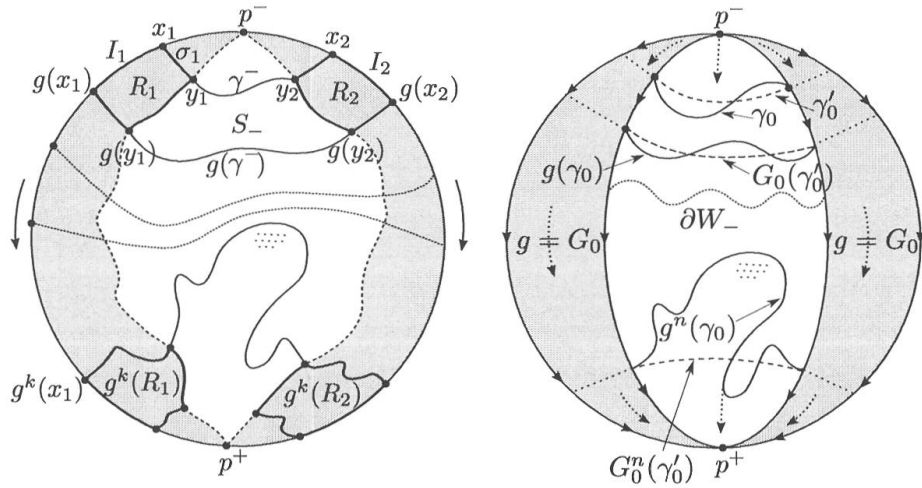 p⁻
x₁
x₂
I₁
σ₁
I₂
g(x₁)
R₁
y₁
γ⁻
y₂
R₂
g(x₂)
S₋
g(y₁)
g(γ⁻)
g(y₂)
gᵏ(x₁)
gᵏ(R₁)
gᵏ(R₂)
p⁺
p⁻
γ₀
γ₀′
g(γ₀)
G₀(γ₀′)
∂W₋
g = G₀
g = G₀
gⁿ(γ₀)
G₀ⁿ(γ₀′)
p⁺